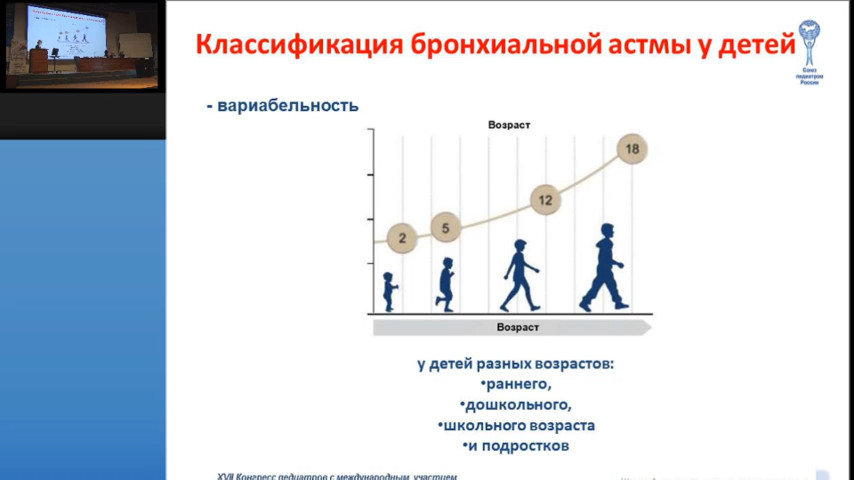 Классификация бронхиальной астмы у детей
Союз
педиатров
России
- вариабельность
Возраст
18
12
5
2
Возраст
у детей разных возрастов:
•раннего,
•дошкольного,
•школьного возраста
•и подростков
XVII Конгресс педиатров с международным участием